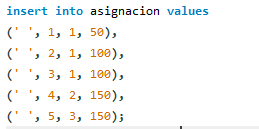 insert into asignacion values
(' ', 1, 1, 50),
(' ', 2, 1, 100),
(' ', 3, 1, 100),
(' ', 4, 2, 150),
(' ', 5, 3, 150);